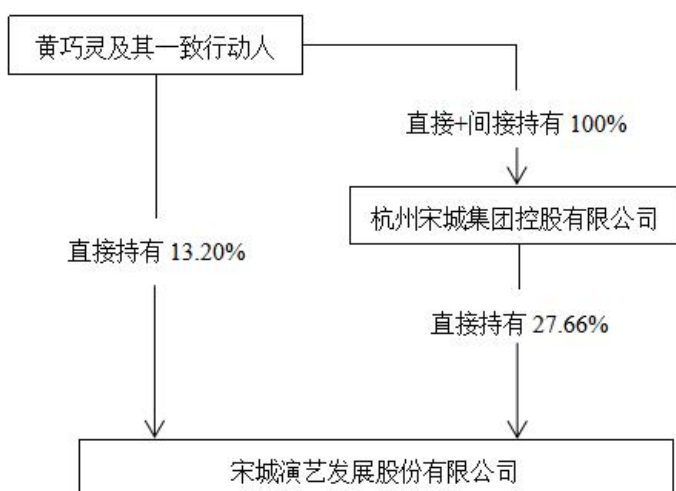 黄巧灵及其一致行动人
直接+间接持有 100%
杭州宋城集团控股有限公司
直接持有 13.20%
直接持有 27.66%
宋城演艺发展股份有限公司